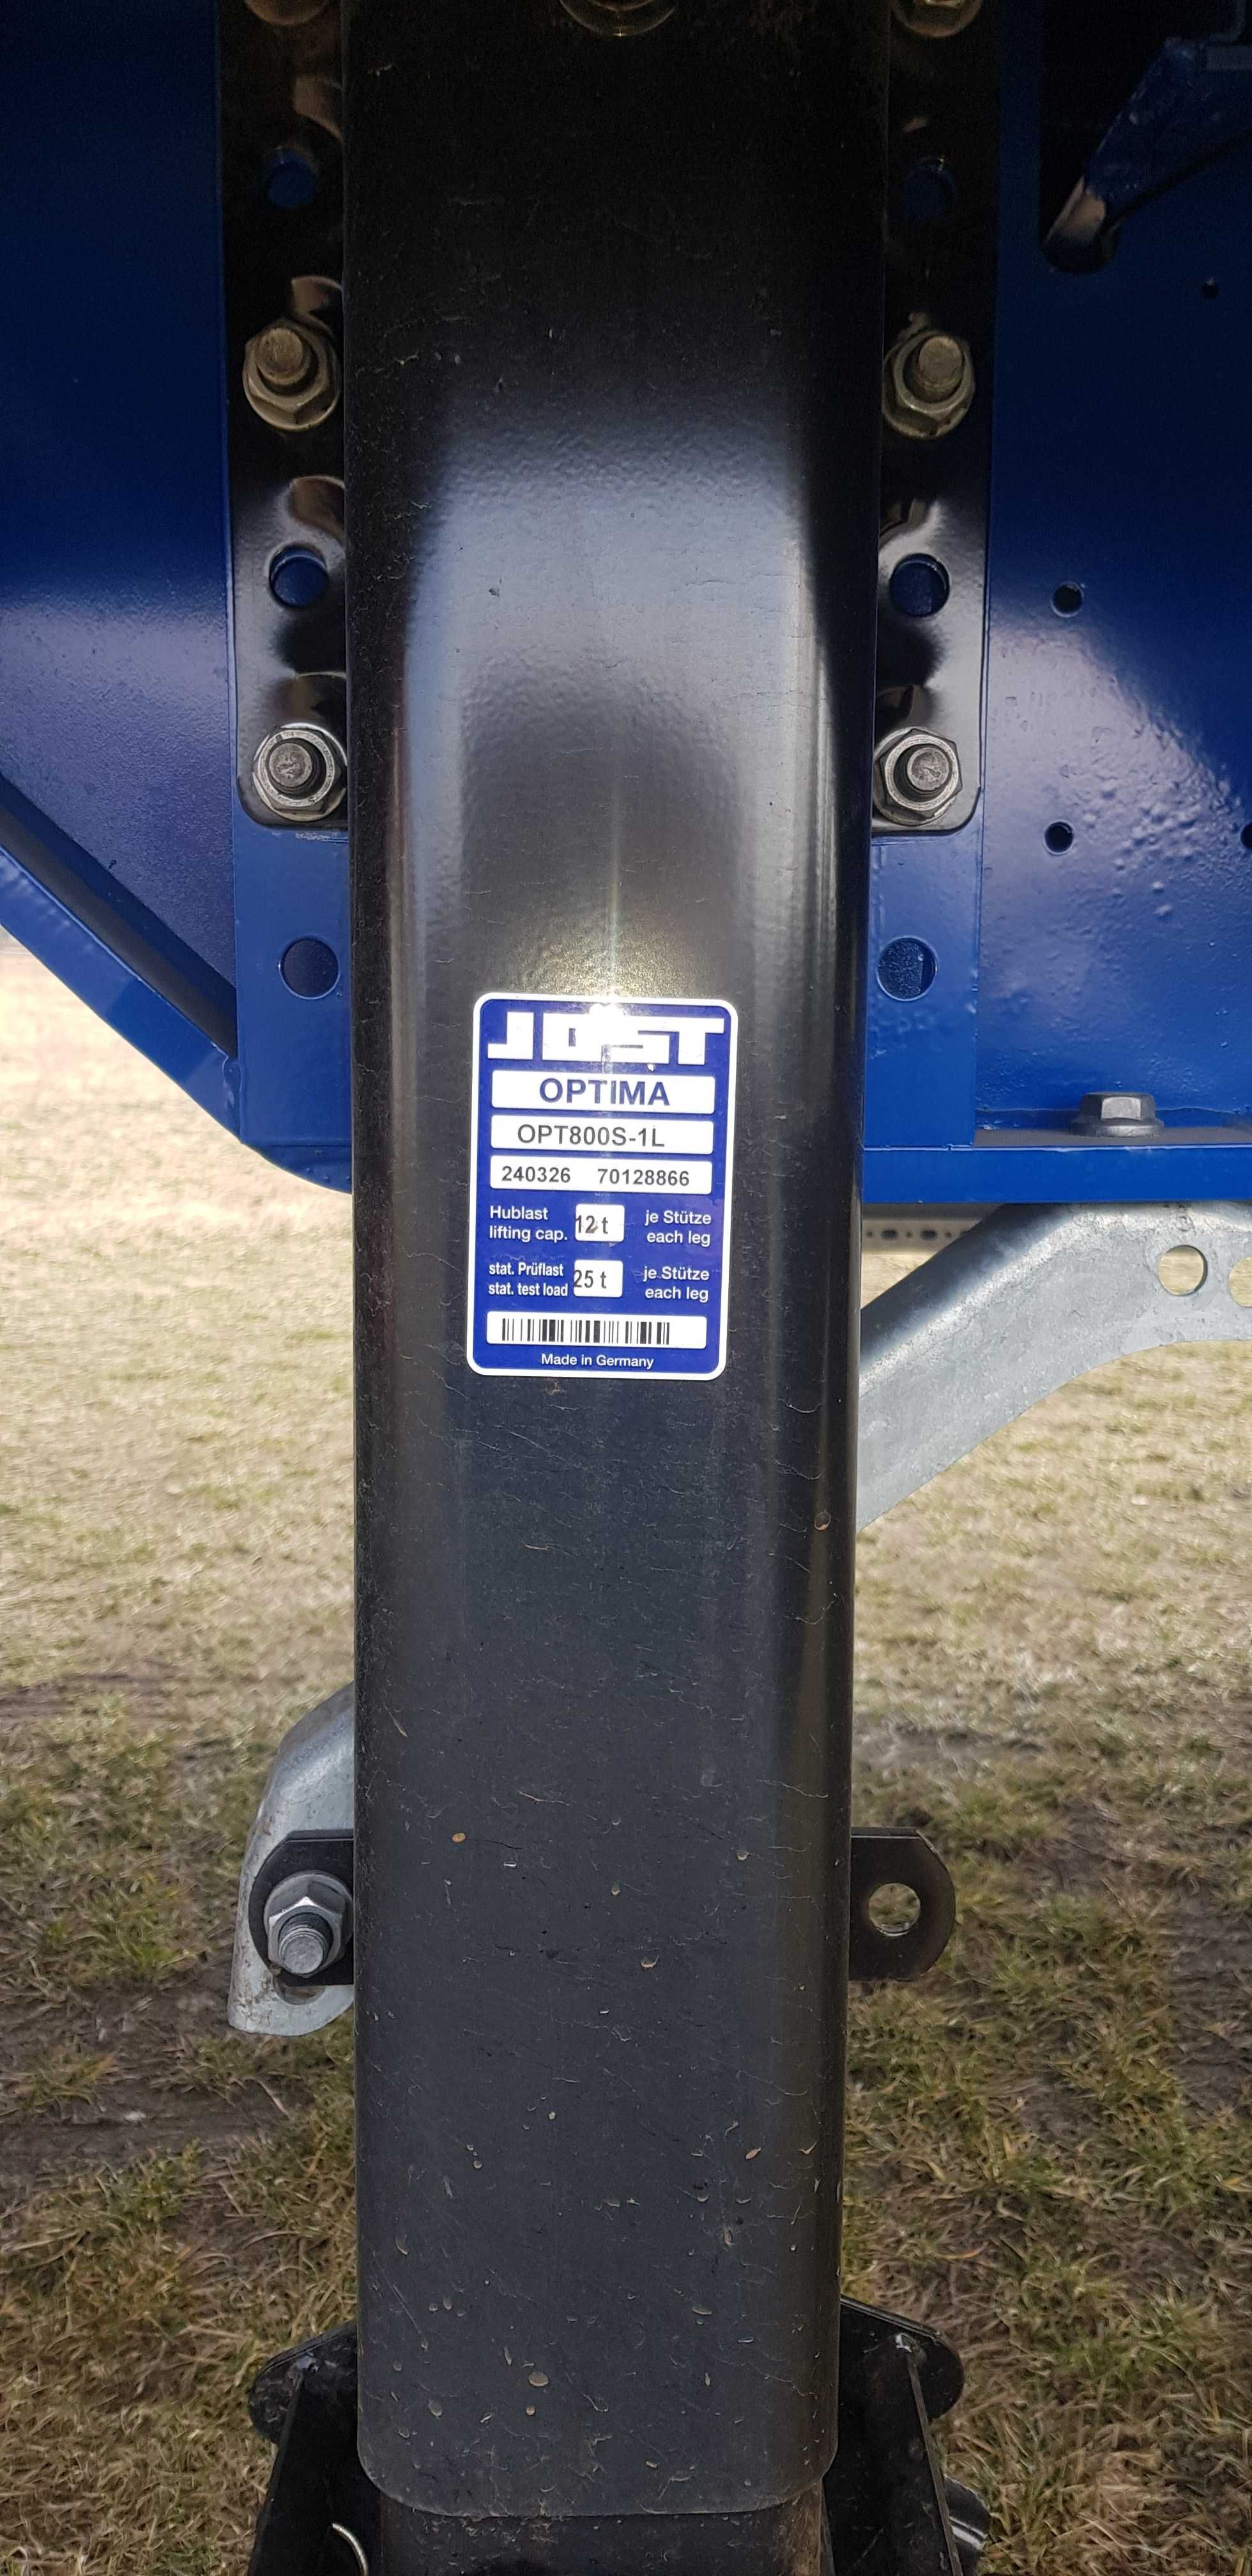 JOST
OPTIMA
OPT800S-1L
240326 70128866
Hublast
lifting cap. 12 t je Stütze
each leg
stat. Prüflast
stat. test load 25 t je Stütze
each leg
Made in Germany